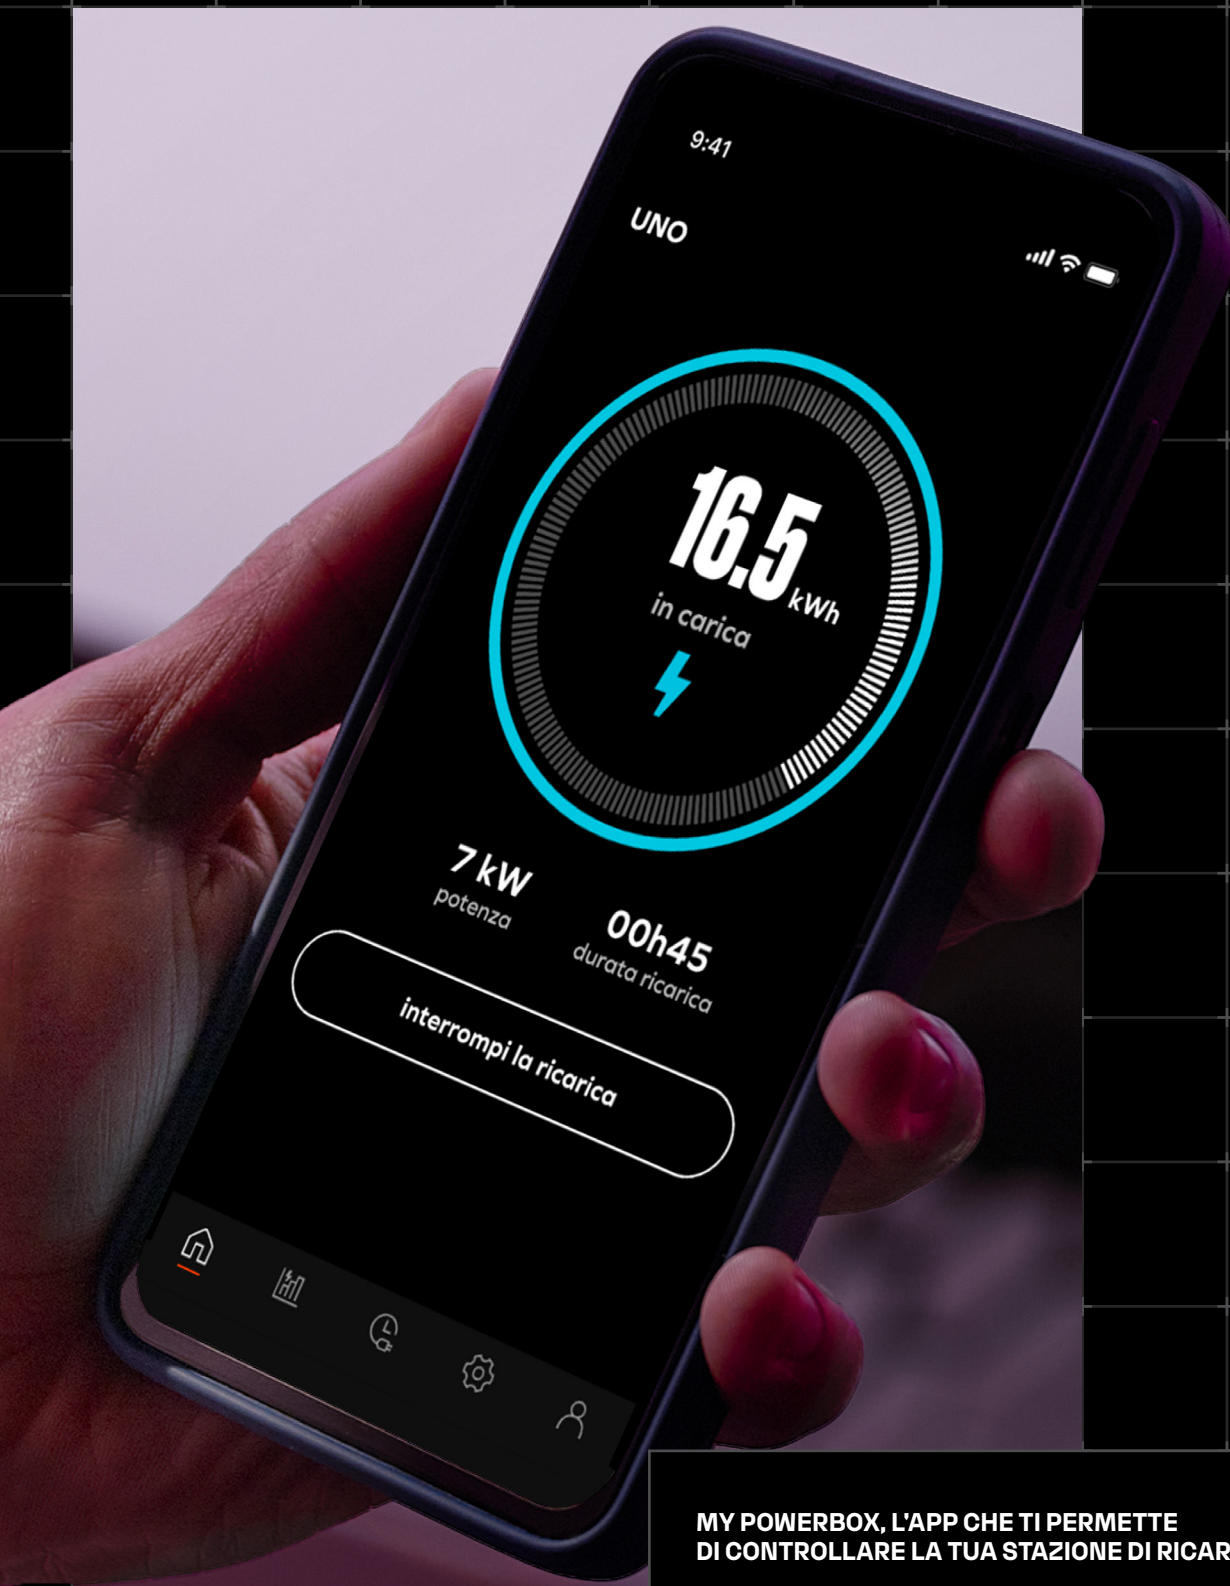 9:41
UNO
16.5 kWh
in carica
7 kW
potenza
00h45
durata ricarica
interrompi la ricarica
MY POWERBOX, L'APP CHE TI PERMETTE
DI CONTROLLARE LA TUA STAZIONE DI RICAR